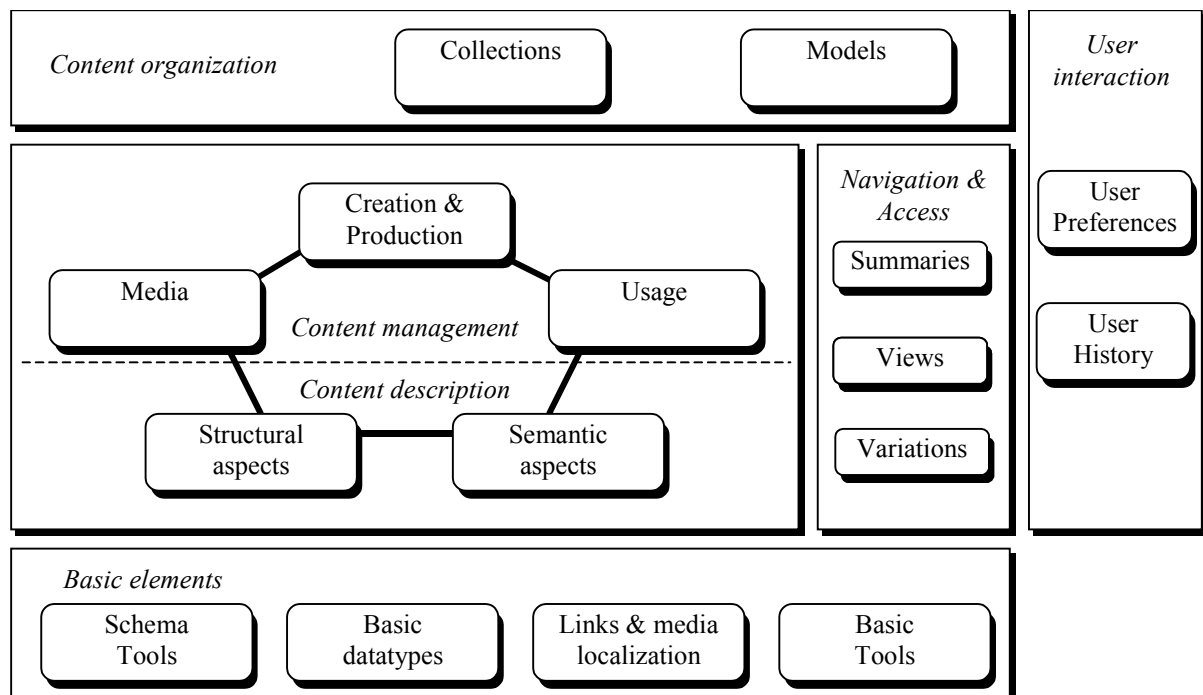 Content organization
Collections
Models
User
interaction
User
Preferences
User
History
Creation &
Production
Media
Usage
Content management
Content description
Structural
aspects
Semantic
aspects
Navigation &
Access
Summaries
Views
Variations
Basic elements
Schema
Tools
Basic
datatypes
Links & media
localization
Basic
Tools